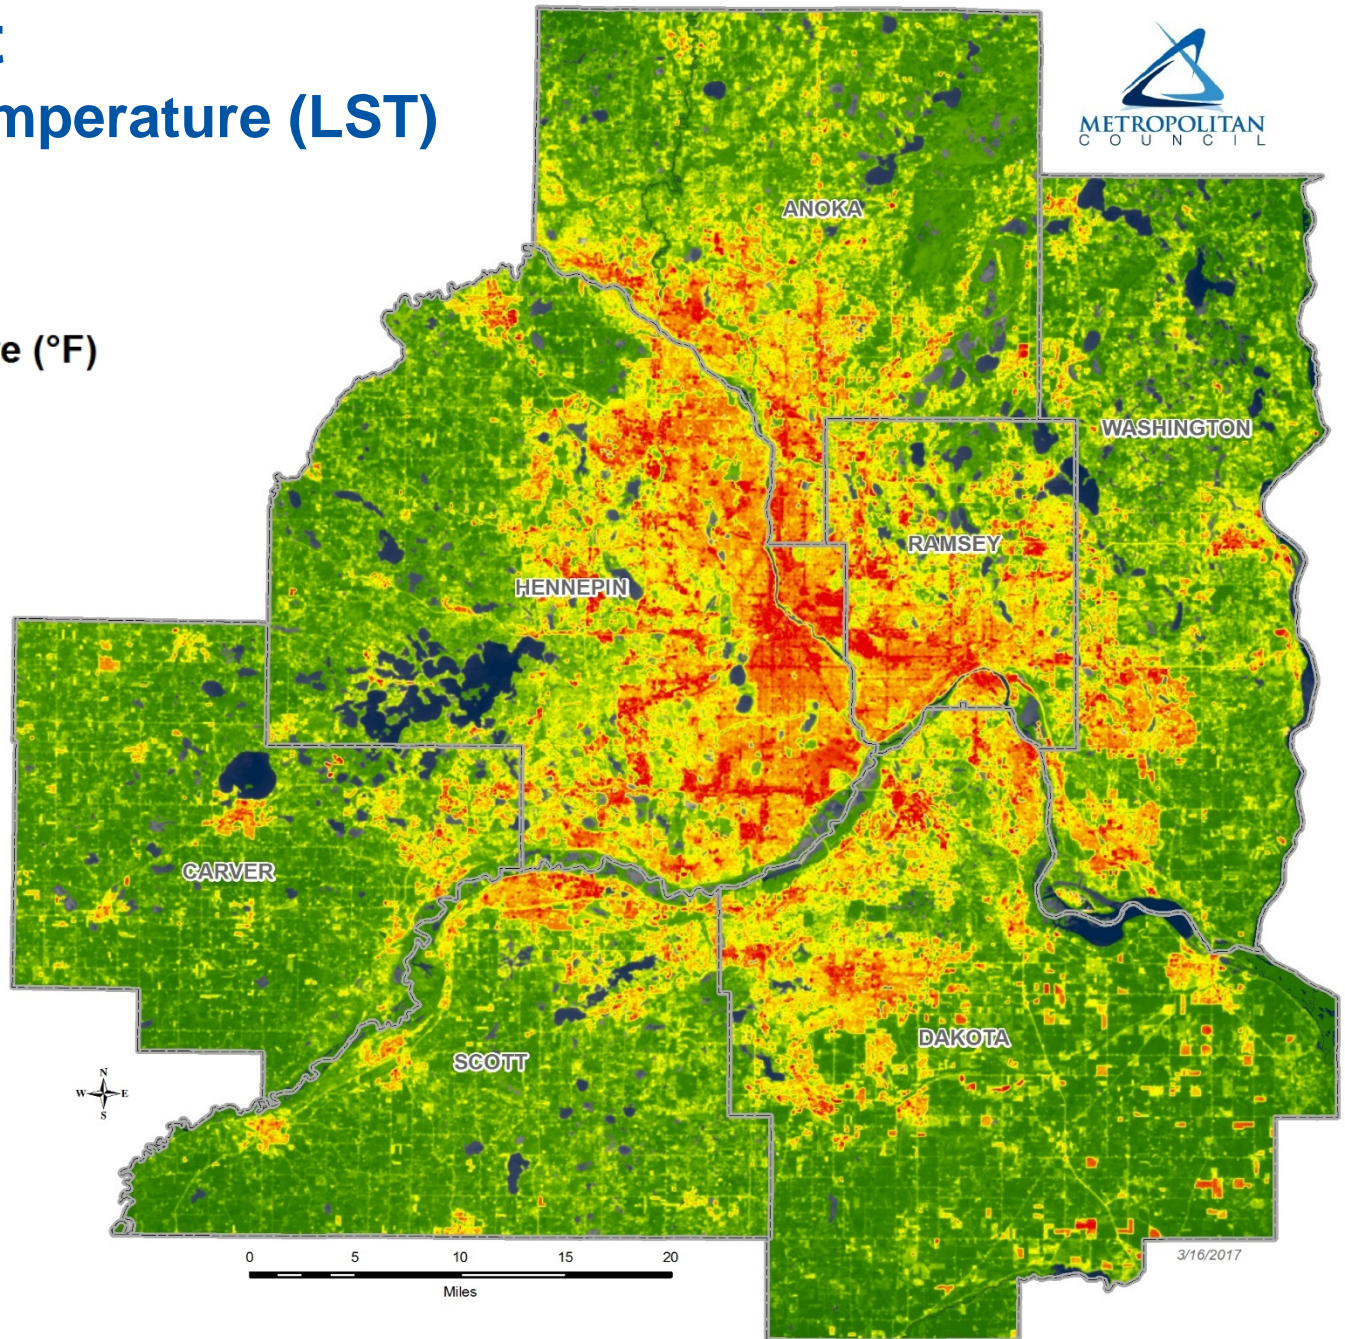 mperature (LST)
METROPOLITAN
COUNCIL
ANOKA
e (°F)
WASHINGTON
RAMSEY
HENNEPIN
CARVER
DAKOTA
SCOTT
N
W E
S
0 5 10 15 20
Miles
3/16/2017